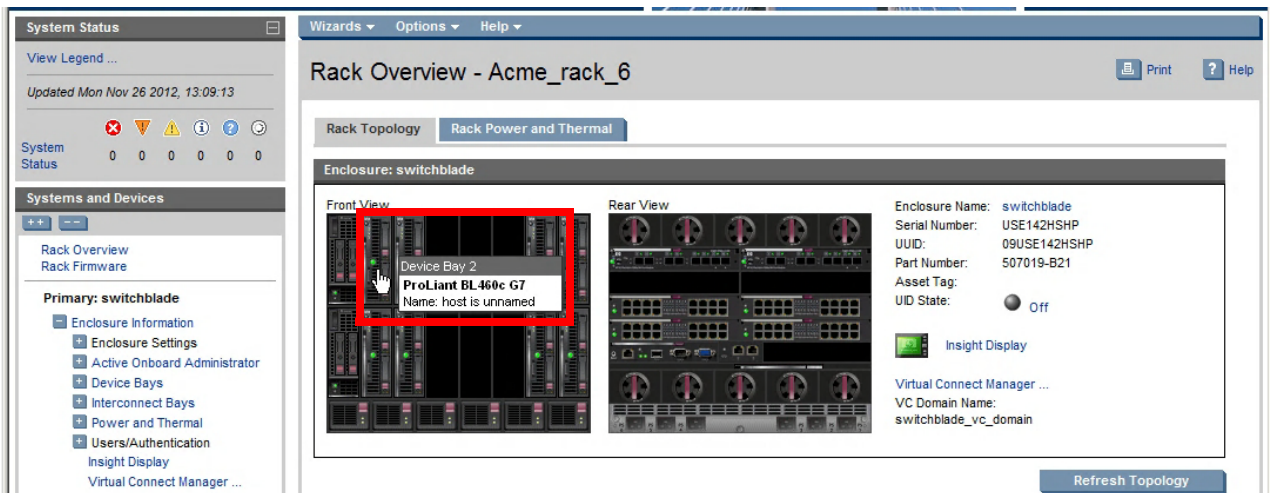 System Status
View Legend ...
Updated Mon Nov 26 2012, 13:09:13
System Status 0 0 0 0 0 0
Systems and Devices
Rack Overview
Rack Firmware
Primary: switchblade
Enclosure Information
Enclosure Settings
Active Onboard Administrator
Device Bays
Interconnect Bays
Power and Thermal
Users/Authentication
Insight Display
Virtual Connect Manager ...
Wizards Options Help
Rack Overview - Acme_rack_6
Print Help
Rack Topology Rack Power and Thermal
Enclosure: switchblade
Front View
Device Bay 2
ProLiant BL460c G7
Name: host is unnamed
Rear View
Enclosure Name: switchblade
Serial Number: USE142HSHP
UUID: 09USE142HSHP
Part Number: 507019-B21
Asset Tag:
UID State: Off
Insight Display
Virtual Connect Manager ...
VC Domain Name:
switchblade_vc_domain
Refresh Topology